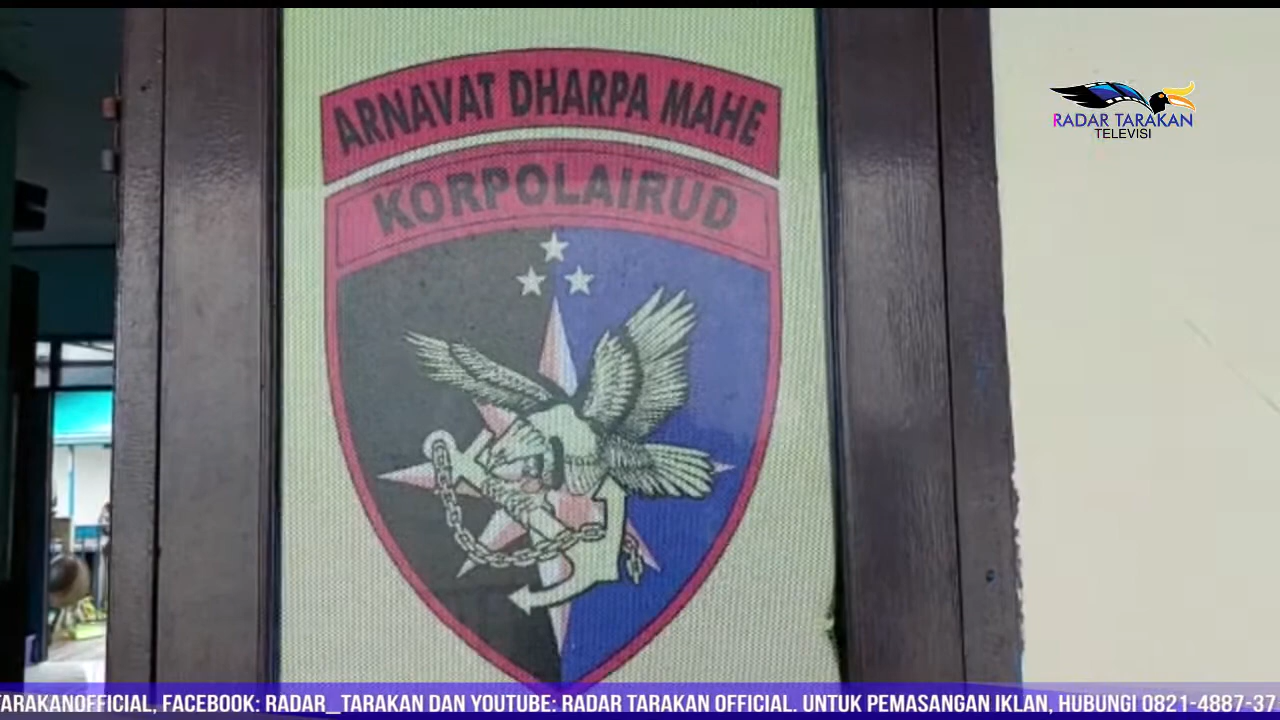 ARNAVAT DHARPA MAHE
KORPOLAIRUD
RADAR TARAKAN
TELEVISI
TARAKANOFFICIAL, FACEBOOK: RADAR_TARAKAN DAN YOUTUBE: RADAR TARAKAN OFFICIAL. UNTUK PEMASANGAN IKLAN, HUBUNGI 0821-4887-37